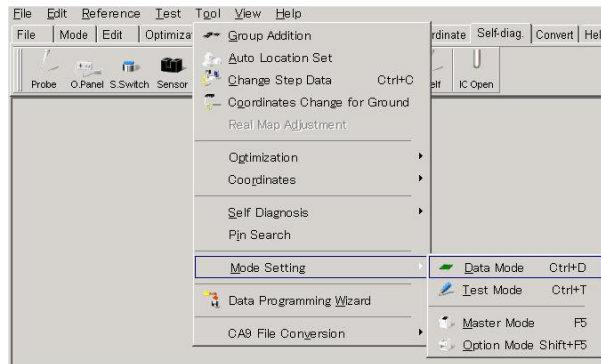 File Edit Reference Test Tool View Help
File Mode Edit Optimiza rdinate Self-diag. Convert Hel
Probe O.Panel S.Switch Sensor elf IC Open
Group Addition
Auto Location Set
Change Step Data Ctrl+C
Coordinates Change for Ground
Real Map Adjustment
Optimization
Coordinates
Self Diagnosis
Pin Search
Mode Setting
Data Programming Wizard
CA9 File Conversion
Data Mode Ctrl+D
Test Mode Ctrl+T
Master Mode F5
Option Mode Shift+F5